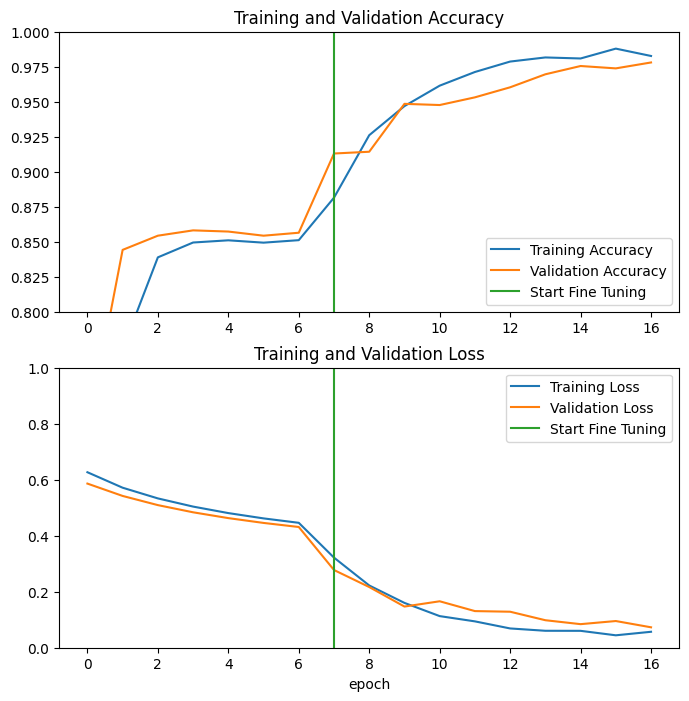 Training and Validation Accuracy
1.000
0.975
0.950
0.925
0.900
0.875
0.850
0.825
0.800
Training Accuracy
Validation Accuracy
Start Fine Tuning
0 2 4 6 8 10 12 14 16
Training and Validation Loss
1.0
0.8
0.6
0.4
0.2
0.0
Training Loss
Validation Loss
Start Fine Tuning
0 2 4 6 8 10 12 14 16
epoch